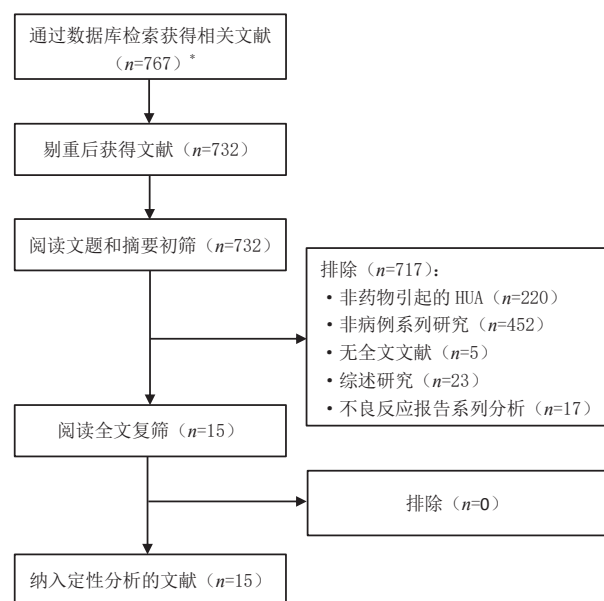 通过数据库检索获得相关文献
（n=767）*
剔重后获得文献（n=732）
阅读文题和摘要初筛（n=732）
排除（n=717）：
・非药物引起的 HUA（n=220）
・非病例系列研究（n=452）
・无全文文献（n=5）
・综述研究（n=23）
・不良反应报告系列分析（n=17）
阅读全文复筛（n=15）
排除（n=0）
纳入定性分析的文献（n=15）